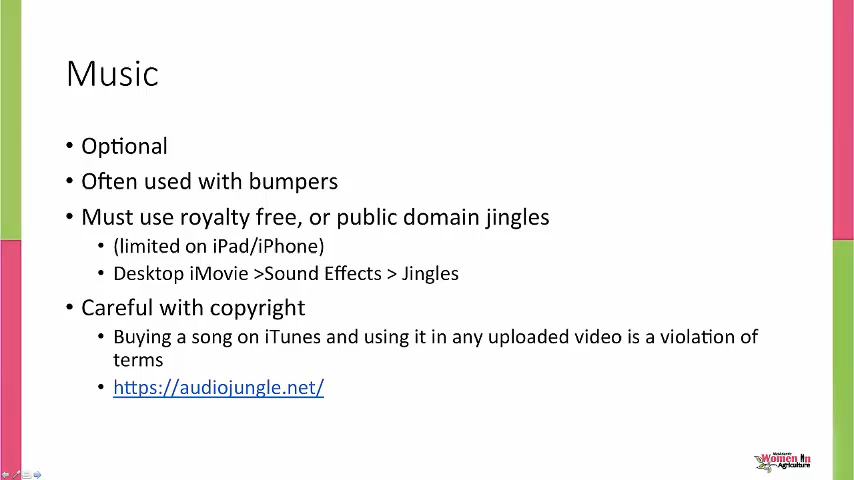 Music
• Optional
• Often used with bumpers
• Must use royalty free, or public domain jingles
• (limited on iPad/iPhone)
• Desktop iMovie >Sound Effects > Jingles
• Careful with copyright
• Buying a song on iTunes and using it in any uploaded video is a violation of
terms
• https://audiojungle.net/
Women In
Agriculture